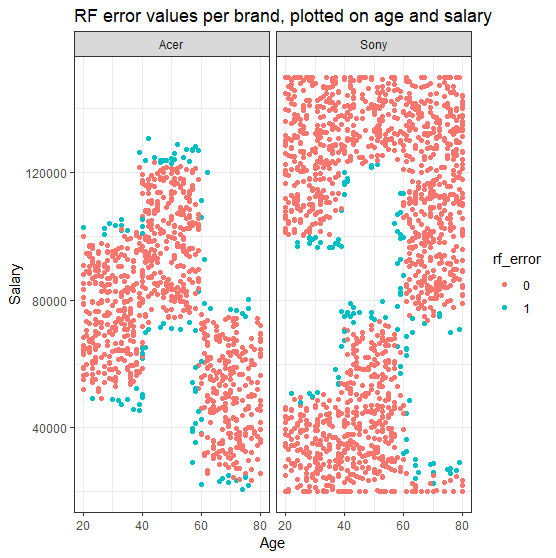 RF error values per brand, plotted on age and salary
Acer Sony
120000
80000
40000
Salary
20 40 60 80 20 40 60 80
Age
rf_error
0
1